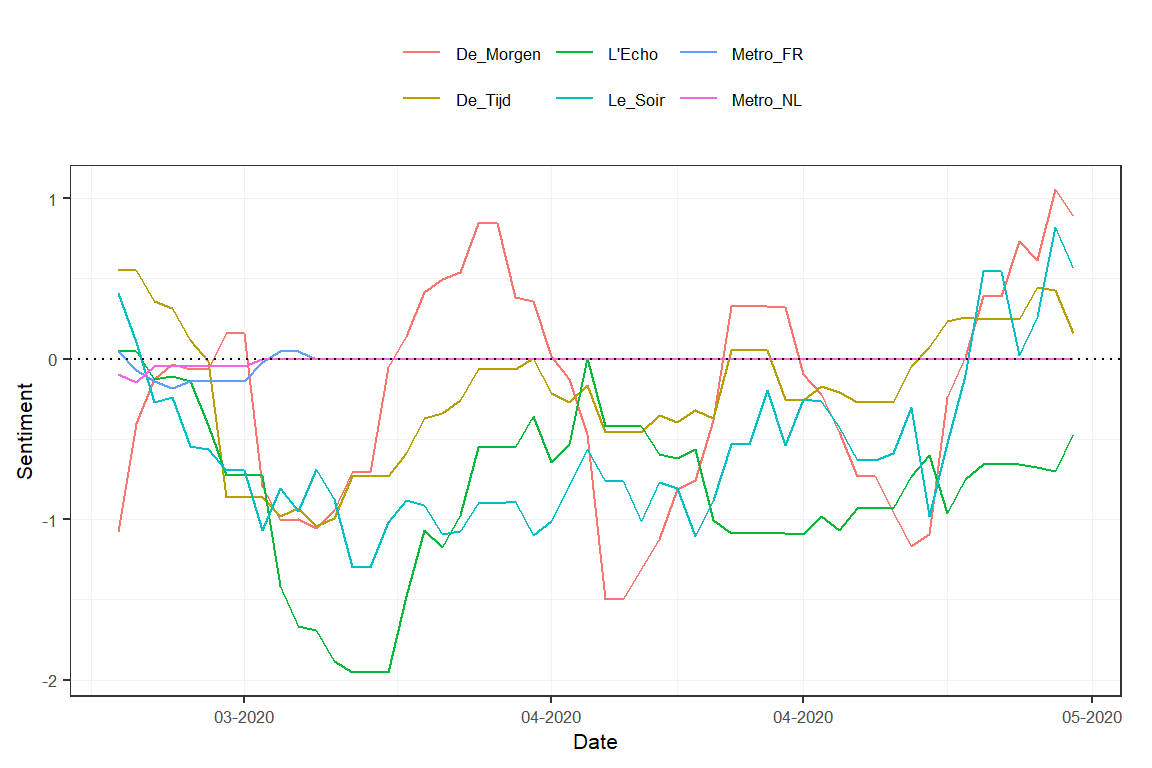 De_Morgen L'Echo Metro_FR
De_Tijd Le_Soir Metro_NL
1
0
-1
-2
Sentiment
03-2020 04-2020 04-2020 05-2020
Date